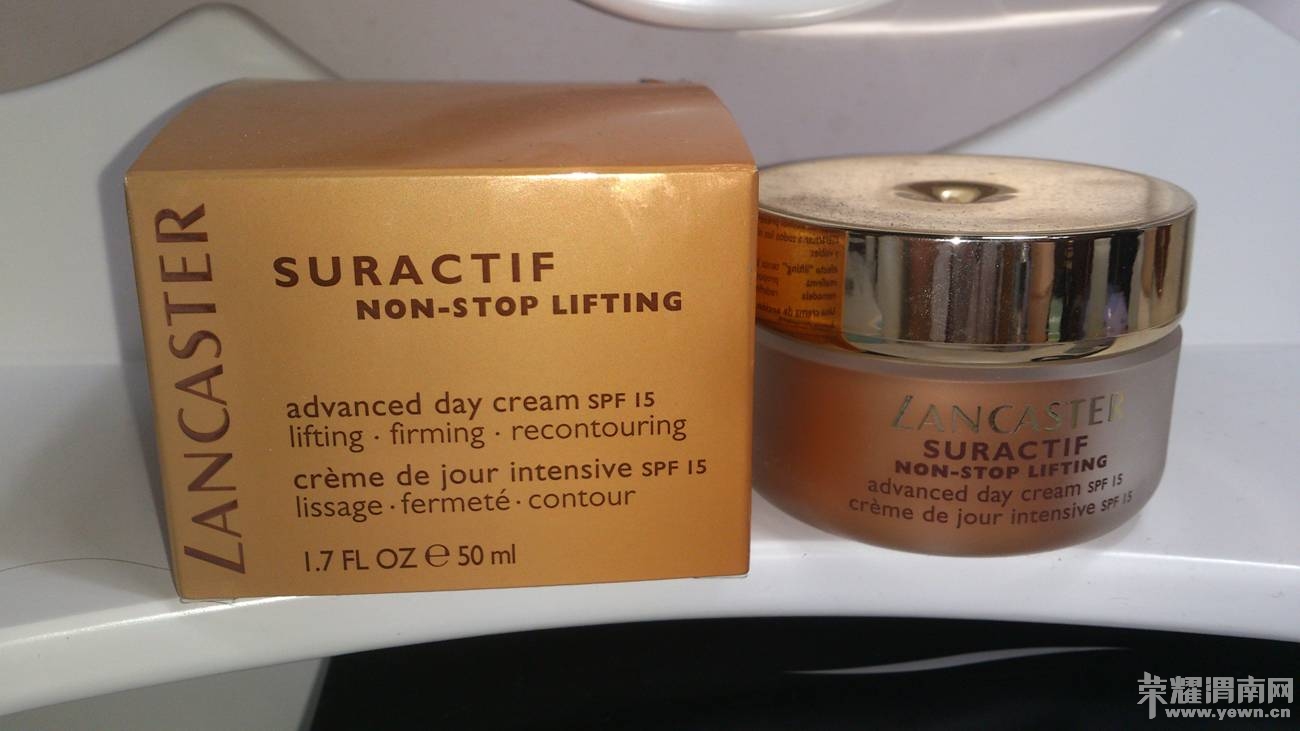 LANCASTER
SURACTIF
NON-STOP LIFTING
advanced day cream SPF 15
lifting · firming · recontouring
crème de jour intensive SPF 15
lissage · fermeté · contour
1.7 FL OZ ℮ 50 ml
LANCASTER
SURACTIF
NON-STOP LIFTING
advanced day cream SPF 15
crème de jour intensive SPF 15
荣耀渭南网
www.yewn.cn